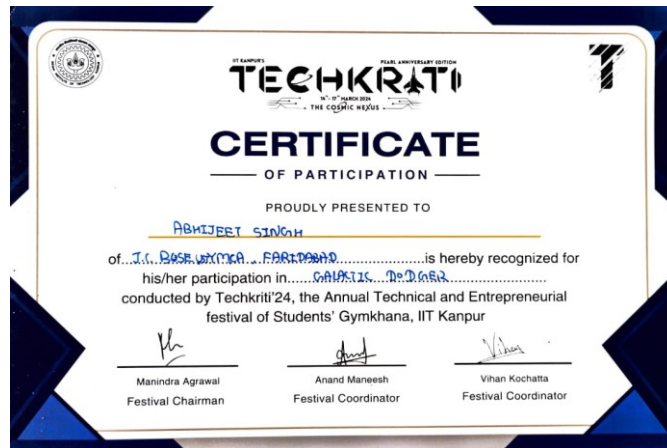 IIT KANPUR'S PEARL ANNIVERSARY EDITION
TECHKRITI
14TH - 17TH MARCH 2024
THE COSMIC NEXUS
CERTIFICATE
OF PARTICIPATION
PROUDLY PRESENTED TO
ABHIJEET SINGH
of J.C. BOSE YMCA, FARIDABAD is hereby recognized for
his/her participation in GALACTIC DODGER
conducted by Techkriti'24, the Annual Technical and Entrepreneurial
festival of Students' Gymkhana, IIT Kanpur
Vihan
Manindra Agrawal Anand Maneesh Vihan Kochatta
Festival Chairman Festival Coordinator Festival Coordinator